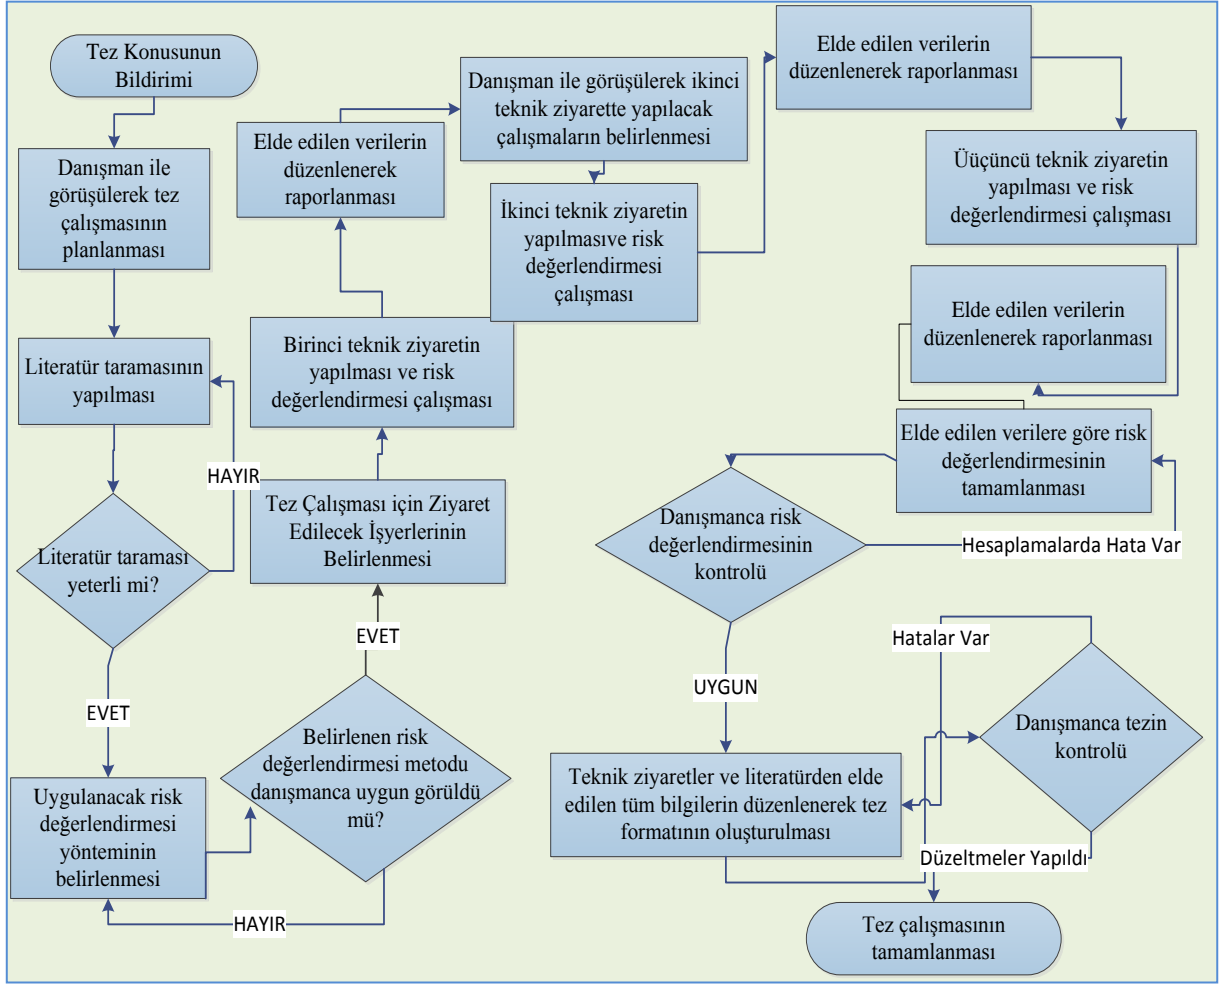 Tez Konusunun
Bildirimi
Danışman ile
görüşülerek tez
çalışmasının
planlanması
Literatür taramasının
yapılması
HAYIR
Literatür taraması
yeterli mi?
EVET
Uygulanacak risk
değerlendirmesi
yönteminin
belirlenmesi
HAYIR
Belirlenen risk
değerlendirmesi metodu
danışmanca uygun görüldü
mü?
EVET
Tez Çalışması için Ziyaret
Edilecek İşyerlerinin
Belirlenmesi
Birinci teknik ziyaretin
yapılması ve risk
değerlendirmesi çalışması
Elde edilen verilerin
düzenlenerek
raporlanması
Danışman ile görüşülerek ikinci
teknik ziyarette yapılacak
çalışmaların belirlenmesi
İkinci teknik ziyaretin
yapılmasıve risk
değerlendirmesi
çalışması
Elde edilen verilerin
düzenlenerek raporlanması
Üüçüncü teknik ziyaretin
yapılması ve risk
değerlendirmesi çalışması
Elde edilen verilerin
düzenlenerek raporlanması
Elde edilen verilere göre risk
değerlendirmesinin
tamamlanması
Hesaplamalarda Hata Var
Danışmanca risk
değerlendirmesinin
kontrolü
UYGUN
Teknik ziyaretler ve literatürden elde
edilen tüm bilgilerin düzenlenerek tez
formatının oluşturulması
Hatalar Var
Danışmanca tezin
kontrolü
Düzeltmeler Yapıldı
Tez çalışmasının
tamamlanması